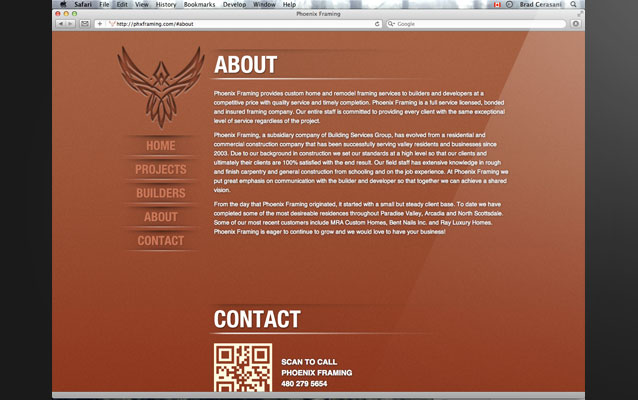 Safari File Edit View History Bookmarks Develop Window Help Brad Cerasani
Phoenix Framing
http://phxframing.com/#about
Google
ABOUT
Phoenix Framing provides custom home and remodel framing services to builders and developers at a
competitive price with quality service and timely completion. Phoenix Framing is a full service licensed, bonded
and insured framing company. Our entire staff is committed to providing every client with the same exceptional
level of service regardless of the project.
Phoenix Framing, a subsidiary company of Building Services Group, has evolved from a residential and
commercial construction company that has been successfully serving valley residents and businesses since
2003. Due to our background in construction we set our standards at a high level so that our clients and
ultimately their clients are 100% satisfied with the end result. Our field staff has extensive knowledge in rough
and finish carpentry and general construction from schooling and on the job experience. At Phoenix Framing we
put great emphasis on communication with the builder and developer so that together we can achieve a shared
vision.
From the day that Phoenix Framing originated, it started with a small but steady client base. To date we have
completed some of the most desireable residences throughout Paradise Valley, Arcadia and North Scottsdale.
Some of our most recent customers include MRA Custom Homes, Bent Nails Inc. and Ray Luxury Homes.
Phoenix Framing is eager to continue to grow and we would love to have your business!
HOME
PROJECTS
BUILDERS
ABOUT
CONTACT
CONTACT
SCAN TO CALL
PHOENIX FRAMING
480 279 5654